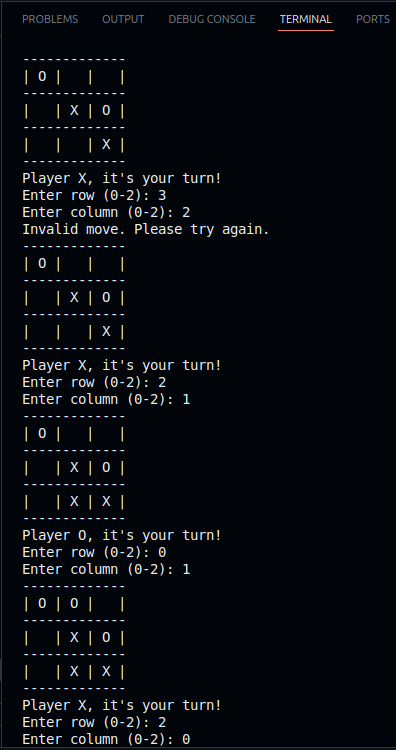 PROBLEMS OUTPUT DEBUG CONSOLE TERMINAL PORTS
-------------
| O |   |   |
-------------
|   | X | O |
-------------
|   |   | X |
-------------
Player X, it's your turn!
Enter row (0-2): 3
Enter column (0-2): 2
Invalid move. Please try again.
-------------
| O |   |   |
-------------
|   | X | O |
-------------
|   |   | X |
-------------
Player X, it's your turn!
Enter row (0-2): 2
Enter column (0-2): 1
-------------
| O |   |   |
-------------
|   | X | O |
-------------
|   | X | X |
-------------
Player O, it's your turn!
Enter row (0-2): 0
Enter column (0-2): 1
-------------
| O | O |   |
-------------
|   | X | O |
-------------
|   | X | X |
-------------
Player X, it's your turn!
Enter row (0-2): 2
Enter column (0-2): 0